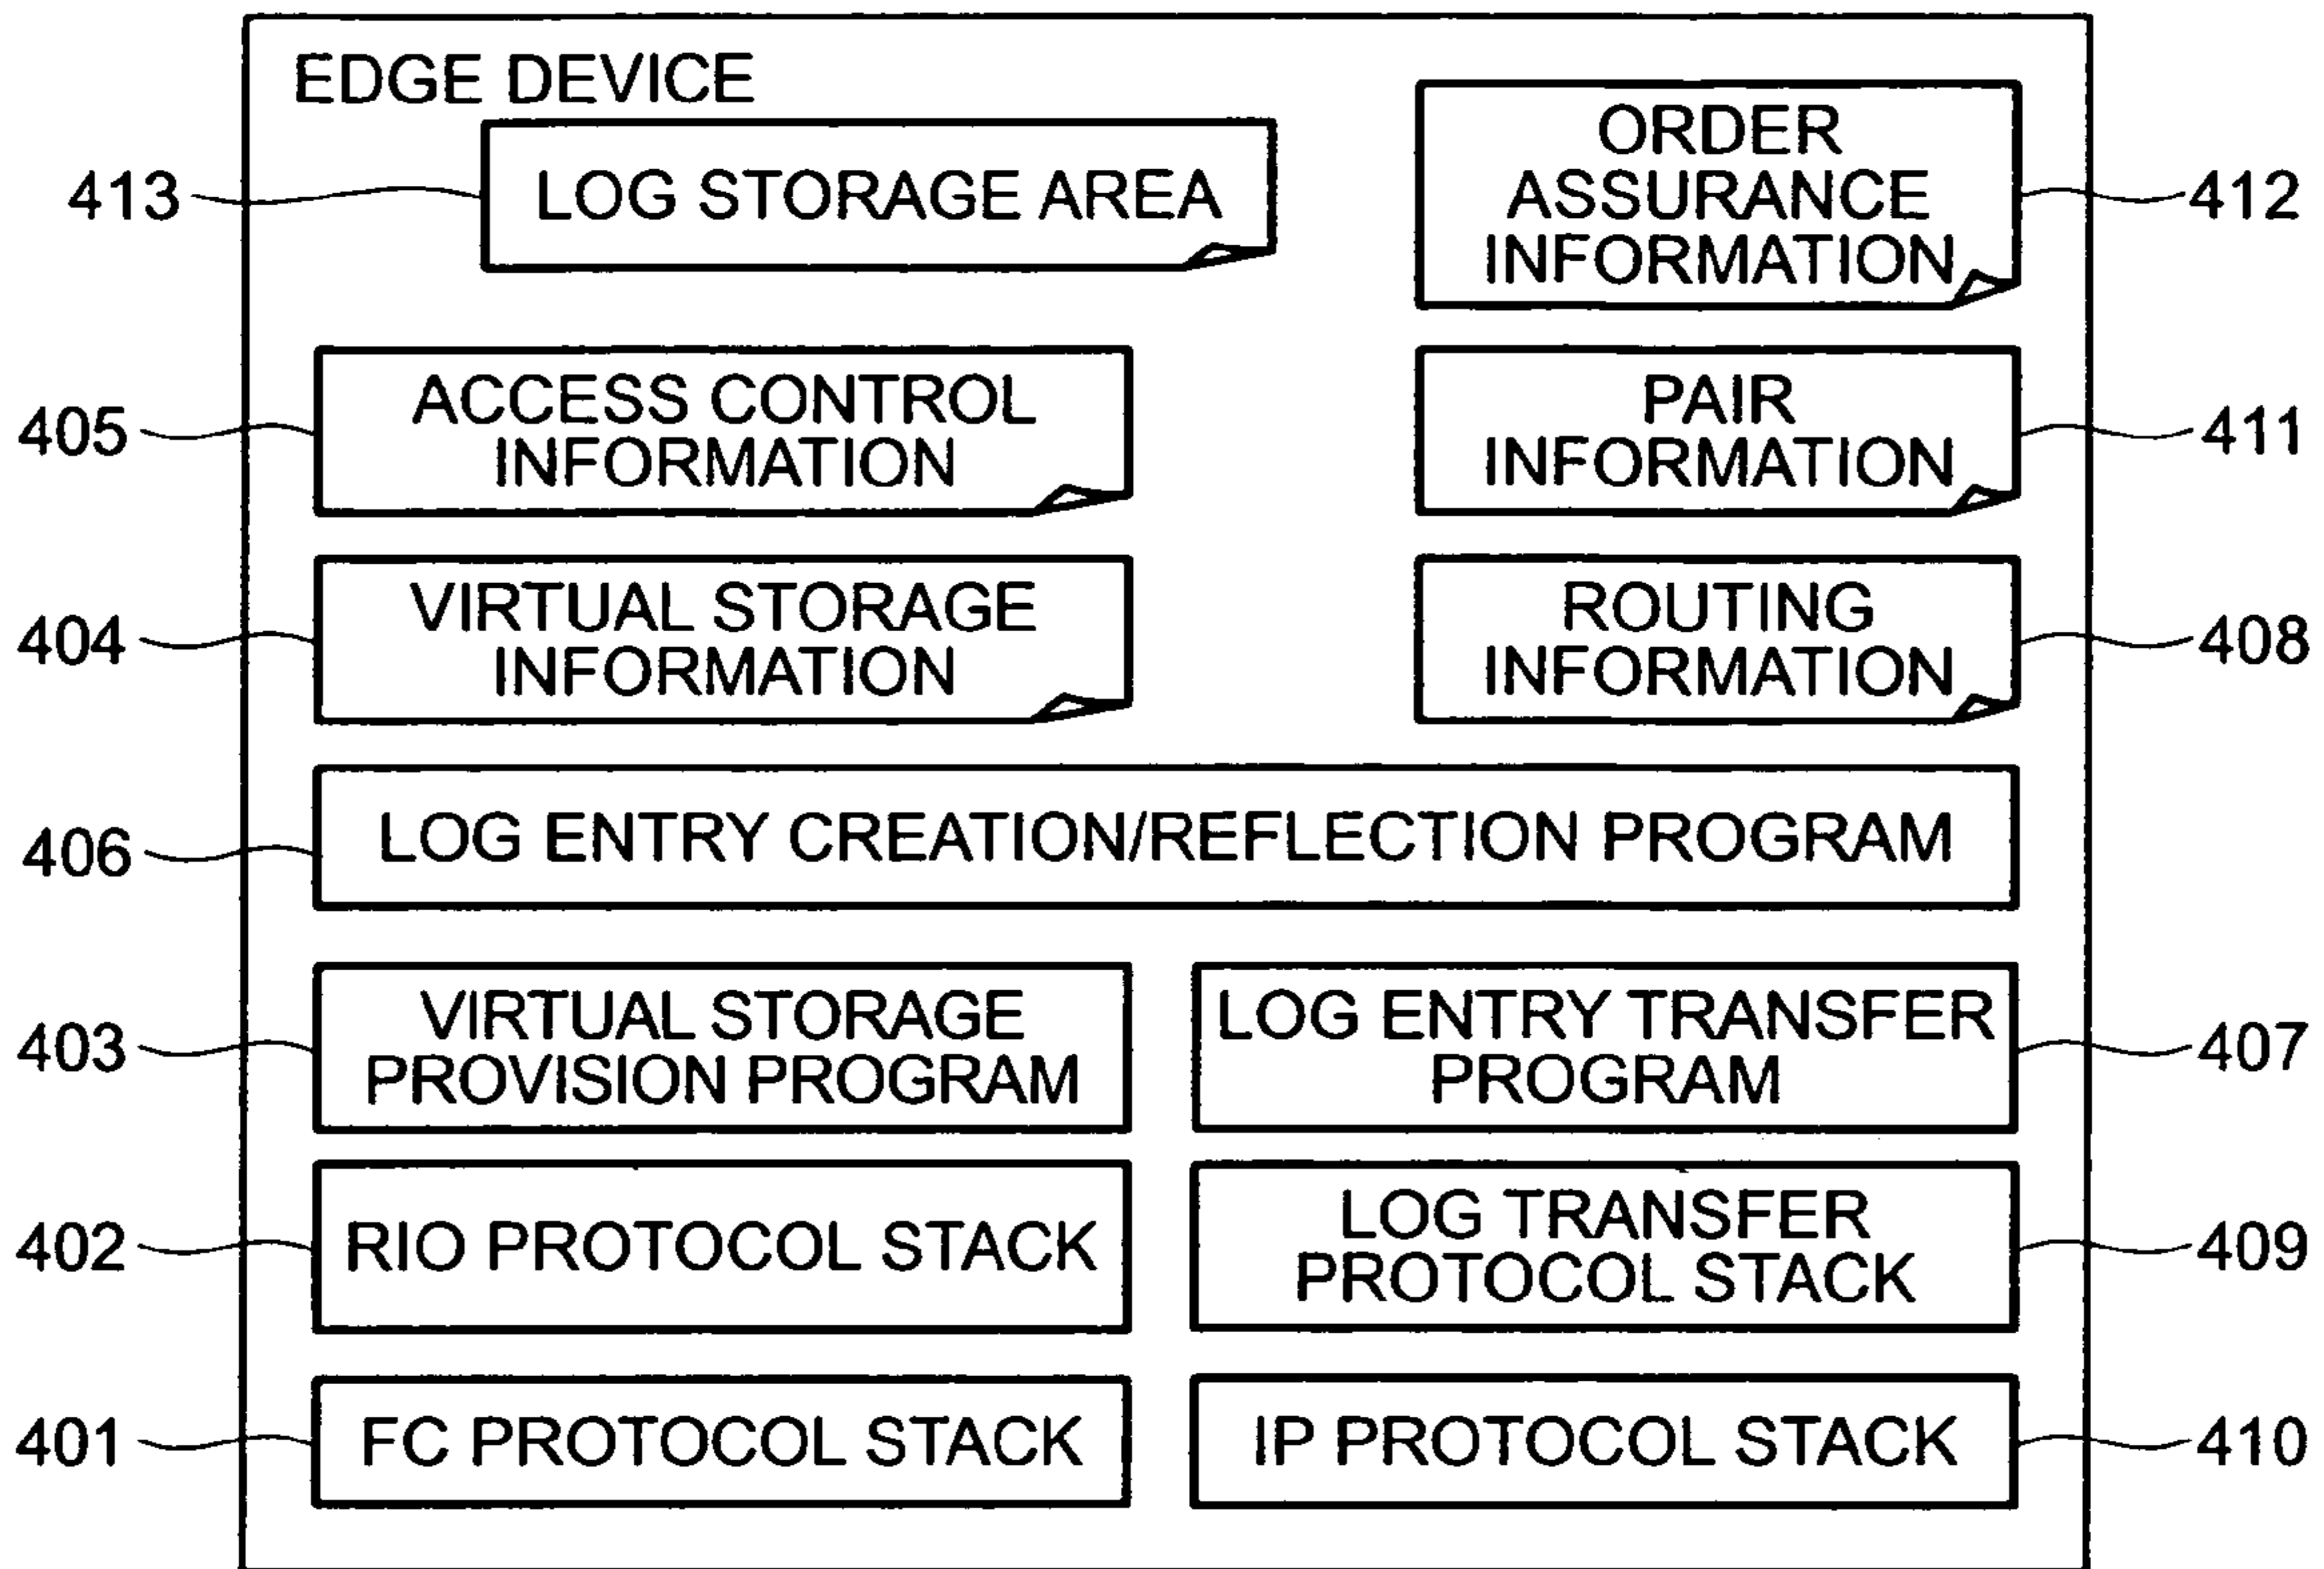 EDGE DEVICE
413
LOG STORAGE AREA
ORDER
ASSURANCE
INFORMATION
412
405
ACCESS CONTROL
INFORMATION
PAIR
INFORMATION
411
404
VIRTUAL STORAGE
INFORMATION
ROUTING
INFORMATION
408
406
LOG ENTRY CREATION/REFLECTION PROGRAM
403
VIRTUAL STORAGE
PROVISION PROGRAM
LOG ENTRY TRANSFER
PROGRAM
407
402
RIO PROTOCOL STACK
LOG TRANSFER
PROTOCOL STACK
409
401
FC PROTOCOL STACK
IP PROTOCOL STACK
410